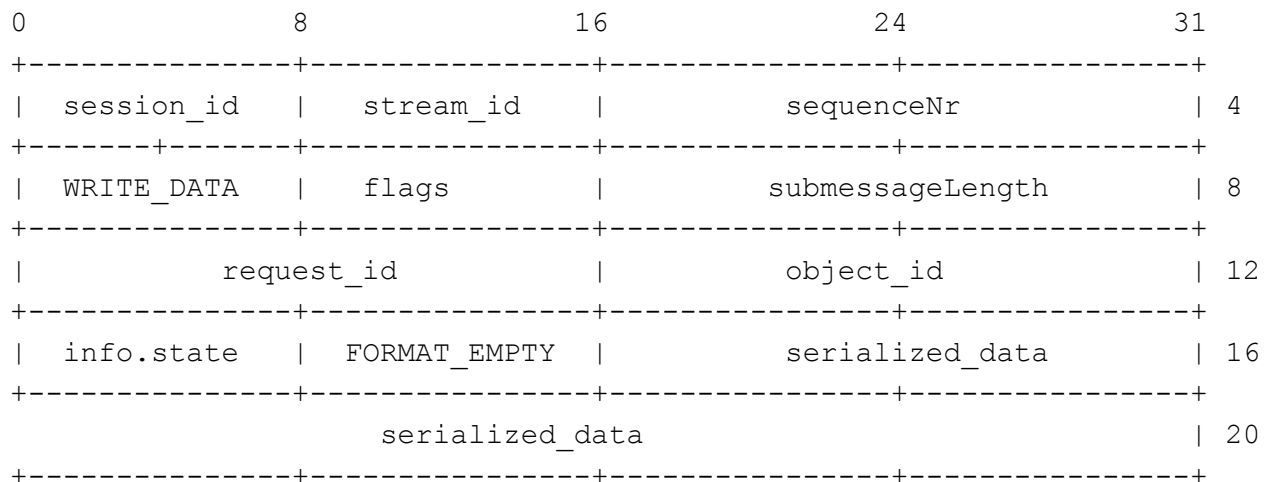 0               8               16              24             31
+---------------+---------------+---------------+---------------+
|  session_id   |   stream_id   |          sequenceNr           | 4
+-------+-------+---------------+---------------+---------------+
|  WRITE_DATA   |   flags       |        submessageLength       | 8
+---------------+---------------+---------------+---------------+
|          request_id           |          object_id            | 12
+---------------+---------------+---------------+---------------+
|  info.state   |  FORMAT_EMPTY |         serialized_data       | 16
+---------------+---------------+---------------+---------------+
                    serialized_data                             | 20
+---------------+---------------+---------------+---------------+